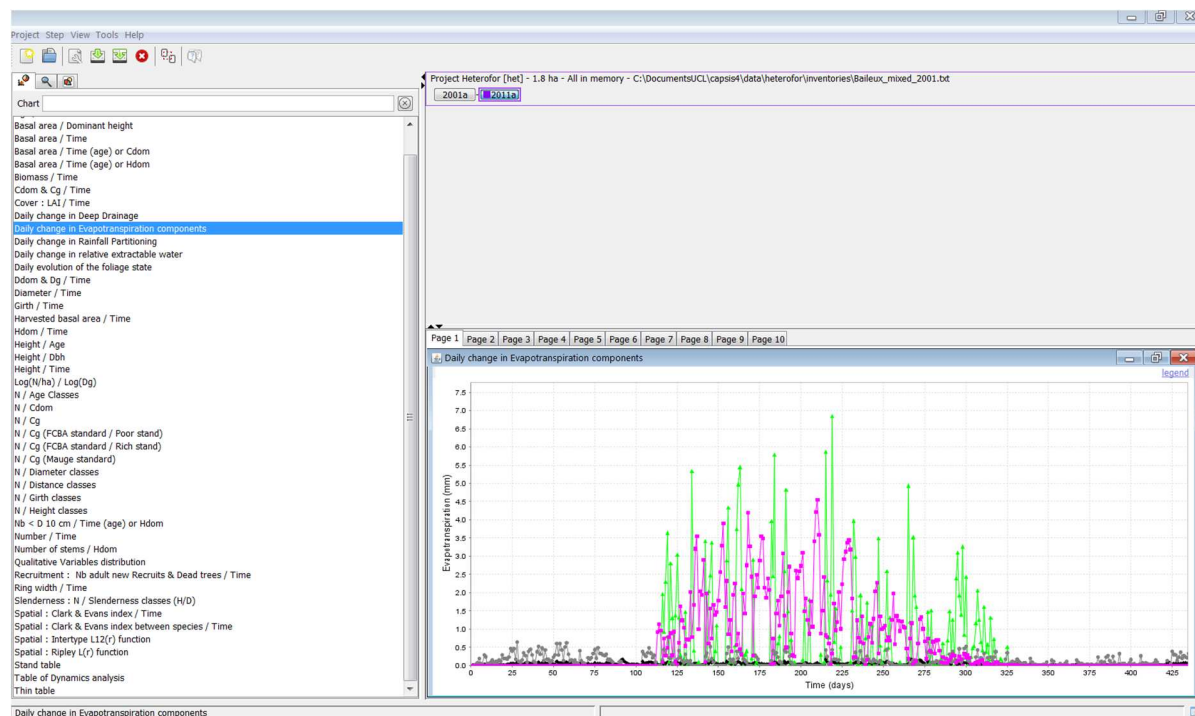 Project Step View Tools Help
Chart
Basal area / Dominant height
Basal area / Time
Basal area / Time (age) or Cdom
Basal area / Time (age) or Hdom
Biomass / Time
Cdom & Cg / Time
Cover : LAI / Time
Daily change in Deep Drainage
Daily change in Evapotranspiration components
Daily change in Rainfall Partitioning
Daily change in relative extractable water
Daily evolution of the foliage state
Ddom & Dg / Time
Diameter / Time
Girth / Time
Harvested basal area / Time
Hdom / Time
Height / Age
Height / Dbh
Height / Time
Log(N/ha) / Log(Dg)
N / Age Classes
N / Cdom
N / Cg
N / Cg (FCBA standard / Poor stand)
N / Cg (FCBA standard / Rich stand)
N / Cg (Mauge standard)
N / Diameter classes
N / Distance classes
N / Girth classes
N / Height classes
Nb < D 10 cm / Time (age) or Hdom
Number / Time
Number of stems / Hdom
Qualitative Variables distribution
Recruitment : Nb adult new Recruits & Dead trees / Time
Ring width / Time
Slenderness : N / Slenderness classes (H/D)
Spatial : Clark & Evans index / Time
Spatial : Clark & Evans index between species / Time
Spatial : Intertype L12(r) function
Spatial : Ripley L(r) function
Stand table
Table of Dynamics analysis
Thin table
Daily change in Evapotranspiration components
Project Heterofor [het] - 1.8 ha - All in memory - C:\DocumentsUCL\capsis4\data\heterofor\inventories\Baileux_mixed_2001.txt
2001a 2011a
Page 1 Page 2 Page 3 Page 4 Page 5 Page 6 Page 7 Page 8 Page 9 Page 10
Daily change in Evapotranspiration components
legend
7.5
7.0
6.5
6.0
5.5
5.0
4.5
4.0
3.5
3.0
2.5
2.0
1.5
1.0
0.5
0.0
Evapotranspiration (mm)
0 25 50 75 100 125 150 175 200 225 250 275 300 325 350 375 400 425
Time (days)